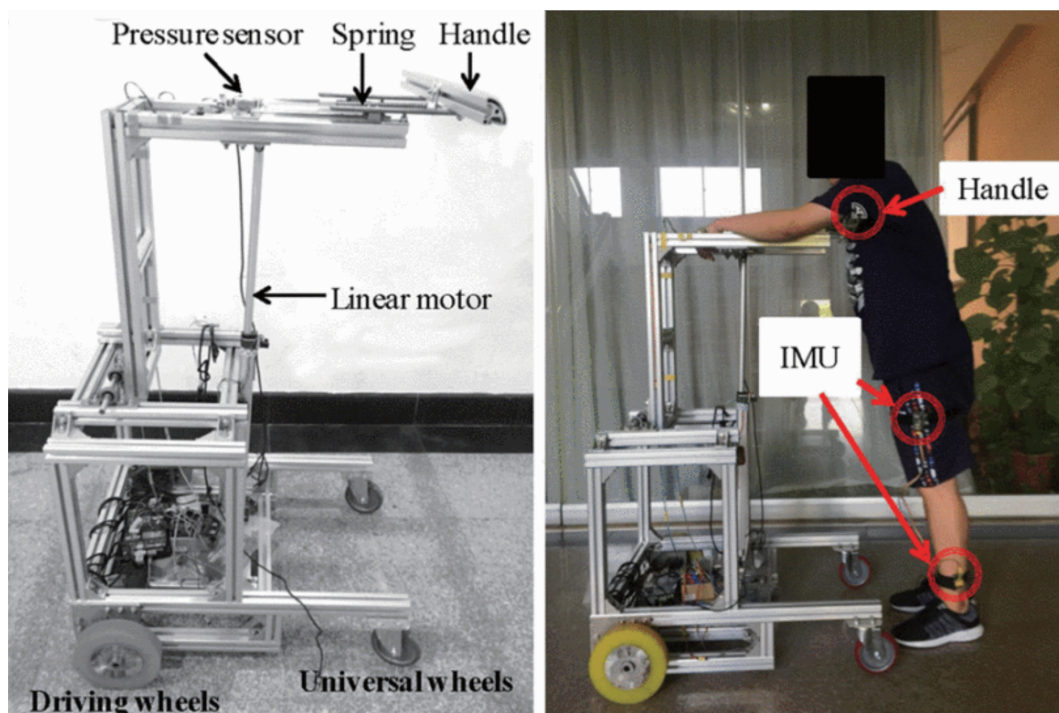 Pressure sensor
Spring
Handle
Linear motor
Driving wheels
Universal wheels
Handle
IMU